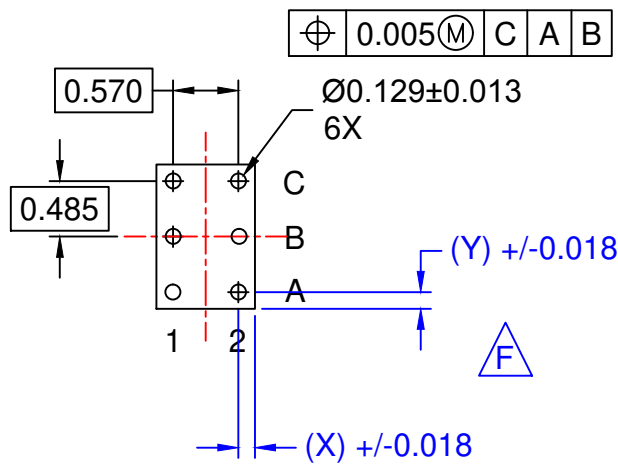 ⌖ 0.005Ⓜ C A B
0.570
Ø0.129±0.013
6X
C
0.485
B
(Y) +/-0.018
A
1 2
F
(X) +/-0.018